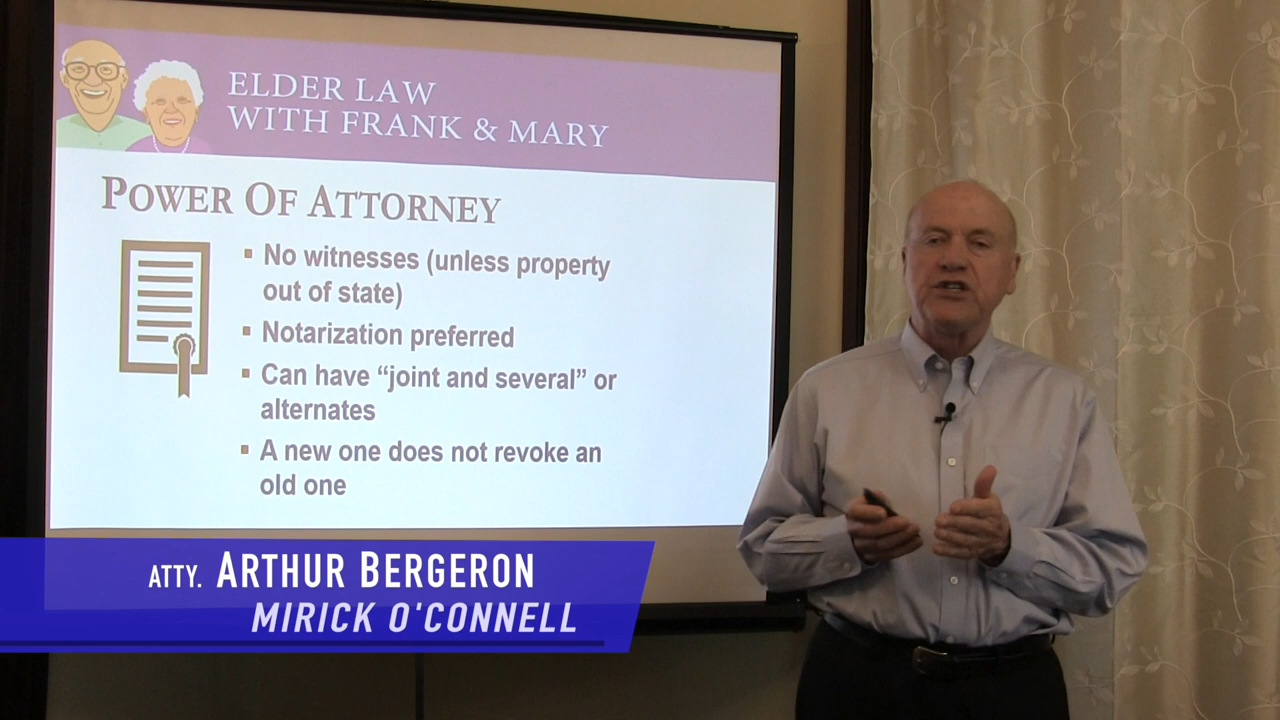 ELDER LAW
WITH FRANK & MARY
POWER OF ATTORNEY
▪ No witnesses (unless property
out of state)
▪ Notarization preferred
▪ Can have “joint and several” or
alternates
▪ A new one does not revoke an
old one
ATTY. ARTHUR BERGERON
MIRICK O'CONNELL